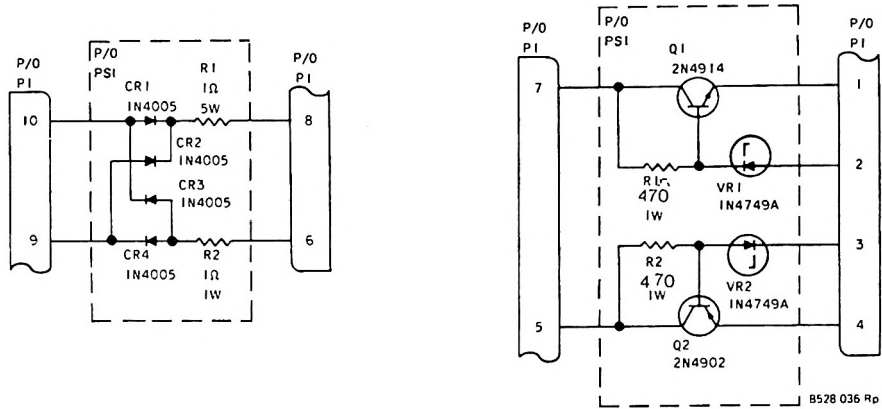 P/O
P1
10
9
P/O
PS1
CR1
1N4005
R1
1Ω
5W
CR2
1N4005
CR3
1N4005
CR4
1N4005
R2
1Ω
1W
P/O
P1
8
6
P/O
P1
7
5
P/O
PS1
Q1
2N4914
R1
470
1W
VR1
1N4749A
R2
470
1W
VR2
1N4749A
Q2
2N4902
P/O
P1
1
2
3
4
B528 036 Rp